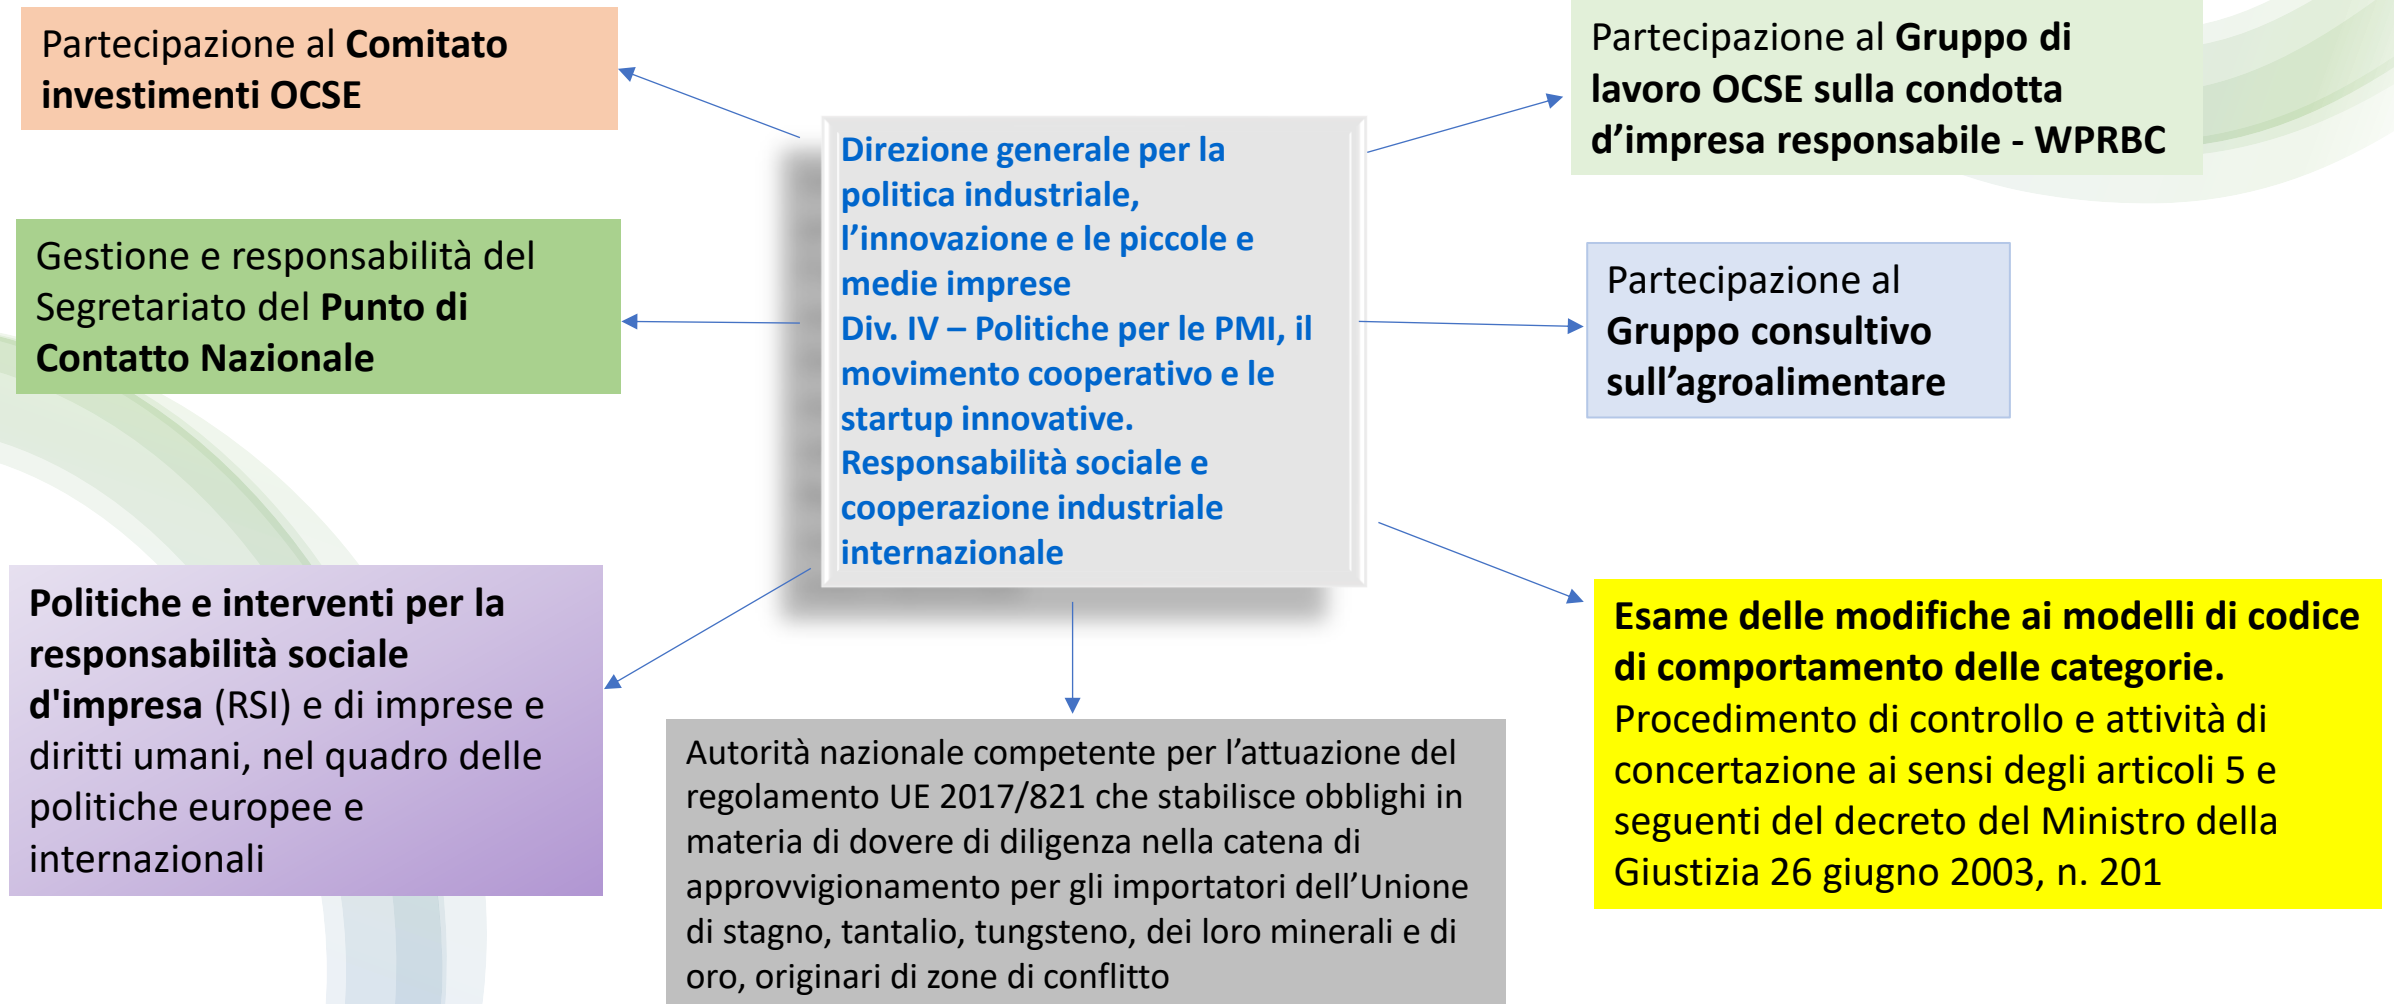 Partecipazione al Comitato
investimenti OCSE
Partecipazione al Gruppo di
lavoro OCSE sulla condotta
d’impresa responsabile - WPRBC
Direzione generale per la
politica industriale,
l’innovazione e le piccole e
medie imprese
Div. IV – Politiche per le PMI, il
movimento cooperativo e le
startup innovative.
Responsabilità sociale e
cooperazione industriale
internazionale
Gestione e responsabilità del
Segretariato del Punto di
Contatto Nazionale
Partecipazione al
Gruppo consultivo
sull’agroalimentare
Politiche e interventi per la
responsabilità sociale
d'impresa (RSI) e di imprese e
diritti umani, nel quadro delle
politiche europee e
internazionali
Autorità nazionale competente per l’attuazione del
regolamento UE 2017/821 che stabilisce obblighi in
materia di dovere di diligenza nella catena di
approvvigionamento per gli importatori dell’Unione
di stagno, tantalio, tungsteno, dei loro minerali e di
oro, originari di zone di conflitto
Esame delle modifiche ai modelli di codice
di comportamento delle categorie.
Procedimento di controllo e attività di
concertazione ai sensi degli articoli 5 e
seguenti del decreto del Ministro della
Giustizia 26 giugno 2003, n. 201